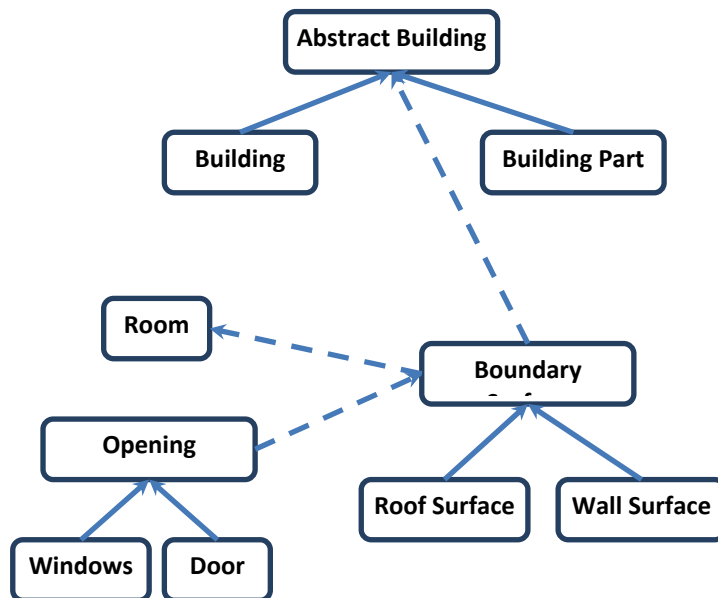 Abstract Building
Building
Building Part
Room
Boundary
Opening
Roof Surface
Wall Surface
Windows
Door